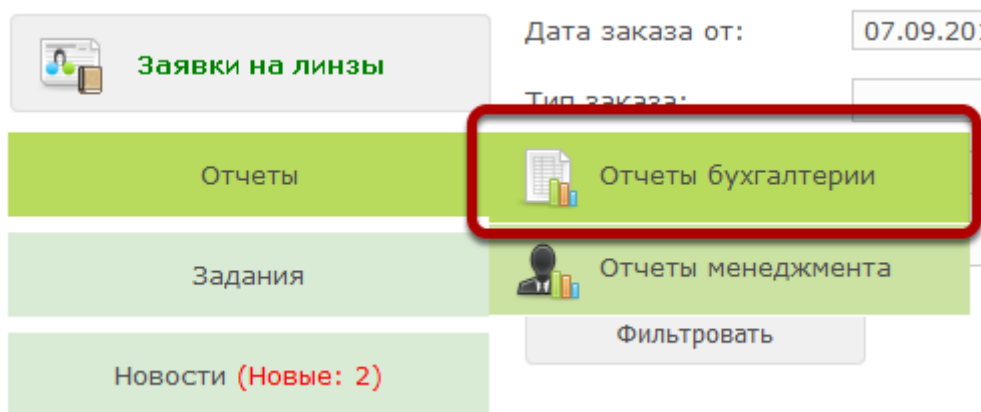 Заявки на линзы
Дата заказа от:
07.09.201
Тип заказа:
Отчеты
Отчеты бухгалтерии
Задания
Отчеты менеджмента
Фильтровать
Новости (Новые: 2)